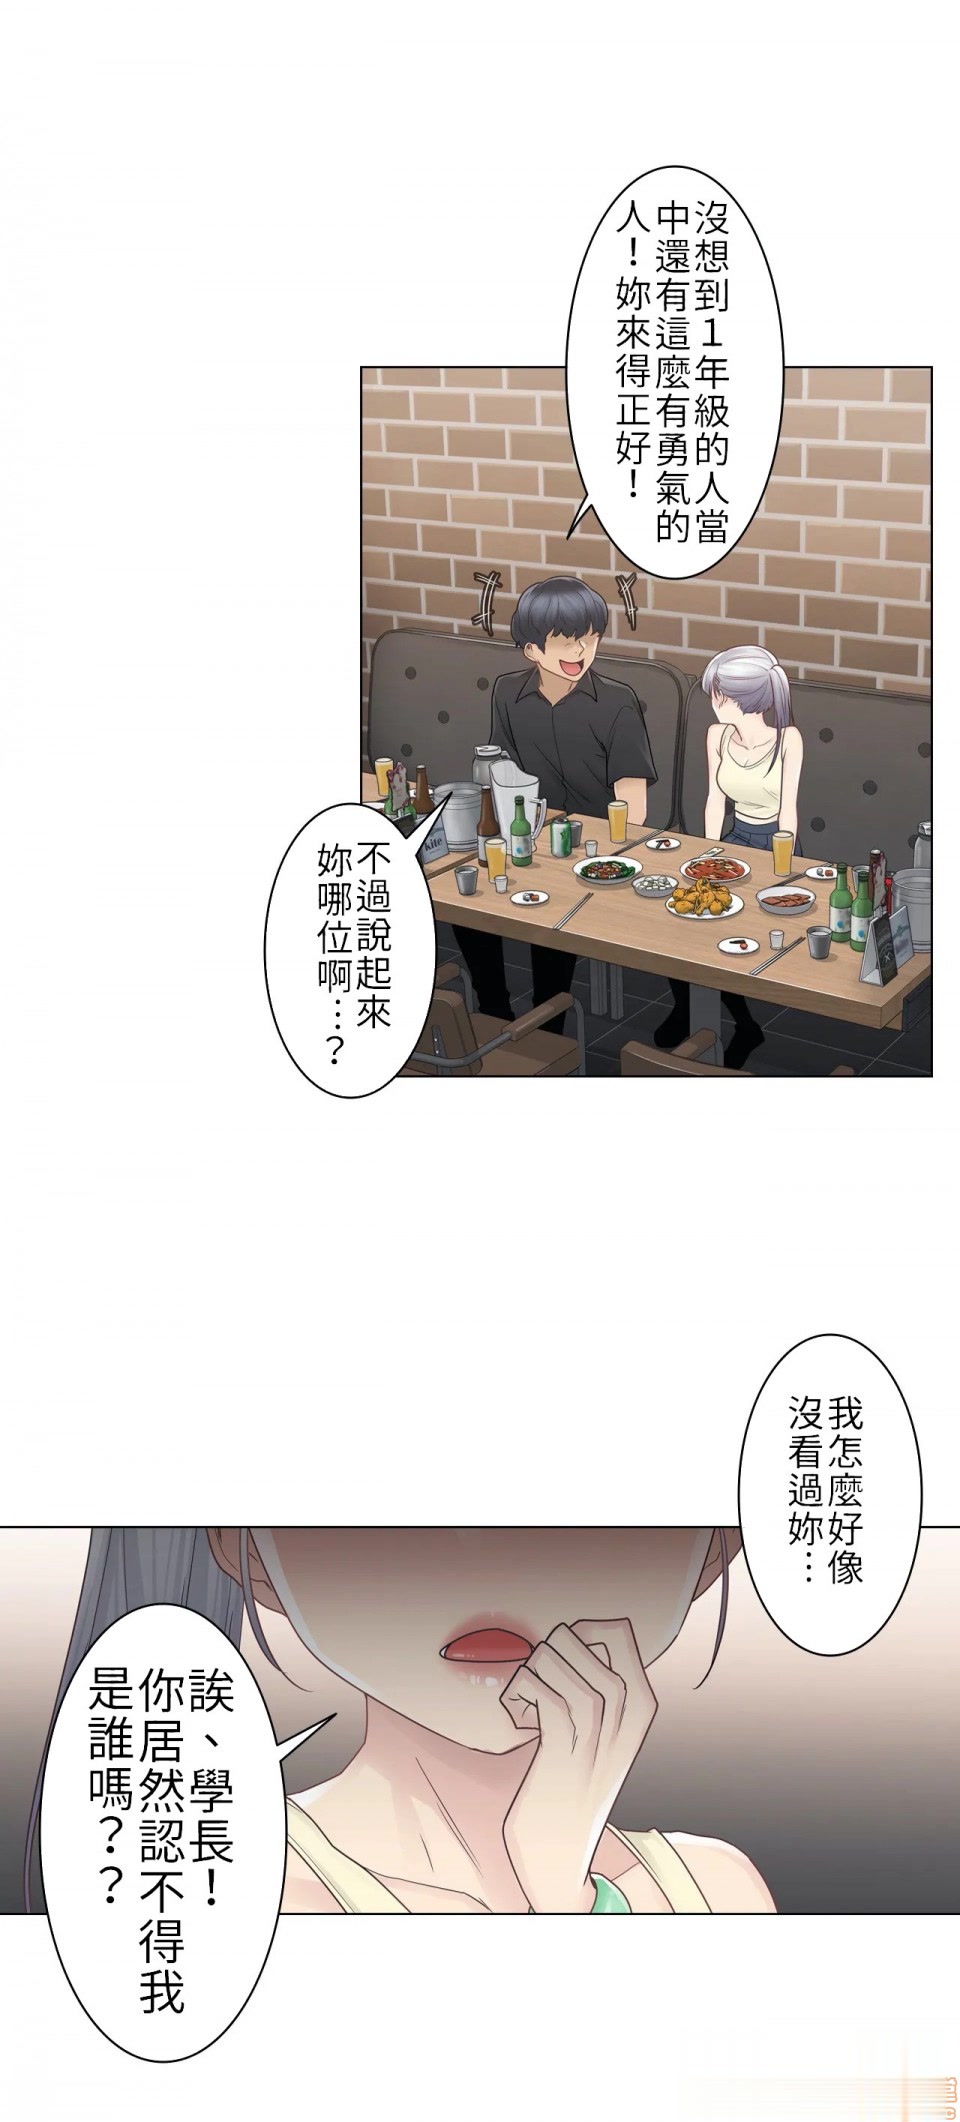 沒想到1年級的人當
中還有這麼有勇氣的
人！妳來得正好！
不過說起來
妳哪位啊…？
kite
我怎麼好像
沒看過妳…
誒、學長！
你居然認不得我
是誰嗎？？